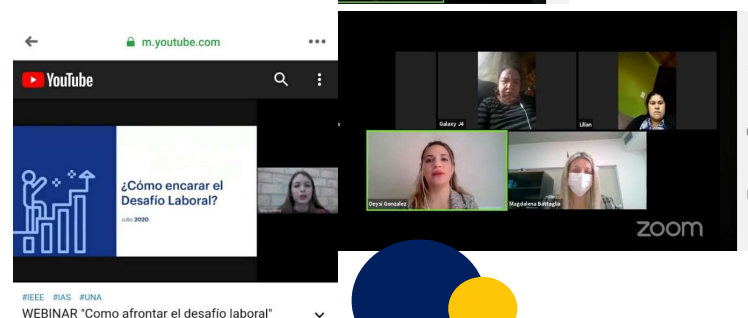 m.youtube.com
YouTube
¿Cómo encarar el
Desafío Laboral?
Julio 2020
#IEEE #IAS #UNA
WEBINAR "Como afrontar el desafío laboral"
Galaxy J4
Lilian
Deysi Gonzalez
Magdalena Battaglia
zoom